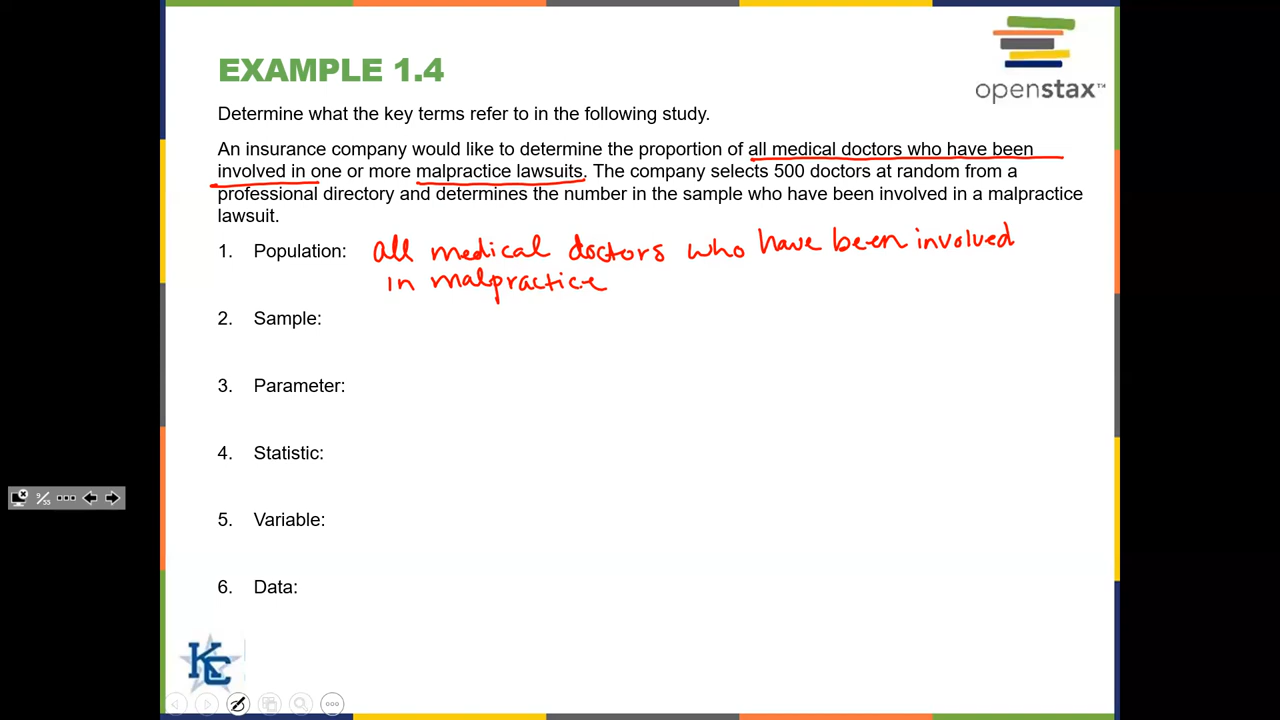 EXAMPLE 1.4
openstax™
Determine what the key terms refer to in the following study.
An insurance company would like to determine the proportion of all medical doctors who have been
involved in one or more malpractice lawsuits. The company selects 500 doctors at random from a
professional directory and determines the number in the sample who have been involved in a malpractice
lawsuit.
1. Population: all medical doctors who have been involved
in malpractice
2. Sample:
3. Parameter:
4. Statistic:
5. Variable:
6. Data:
9/55
KC